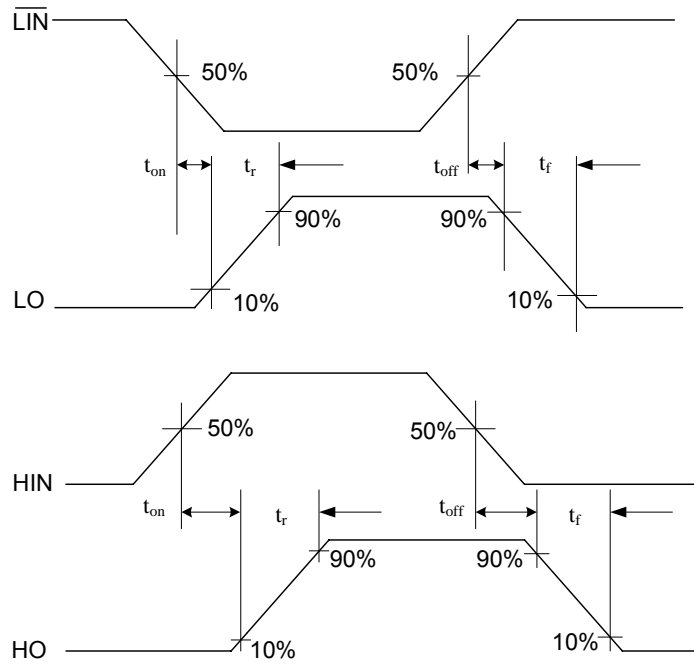 LIN
50% 50%
ton tr toff tf
90% 90%
LO 10% 10%
50% 50%
HIN
ton tr toff tf
90% 90%
HO 10% 10%